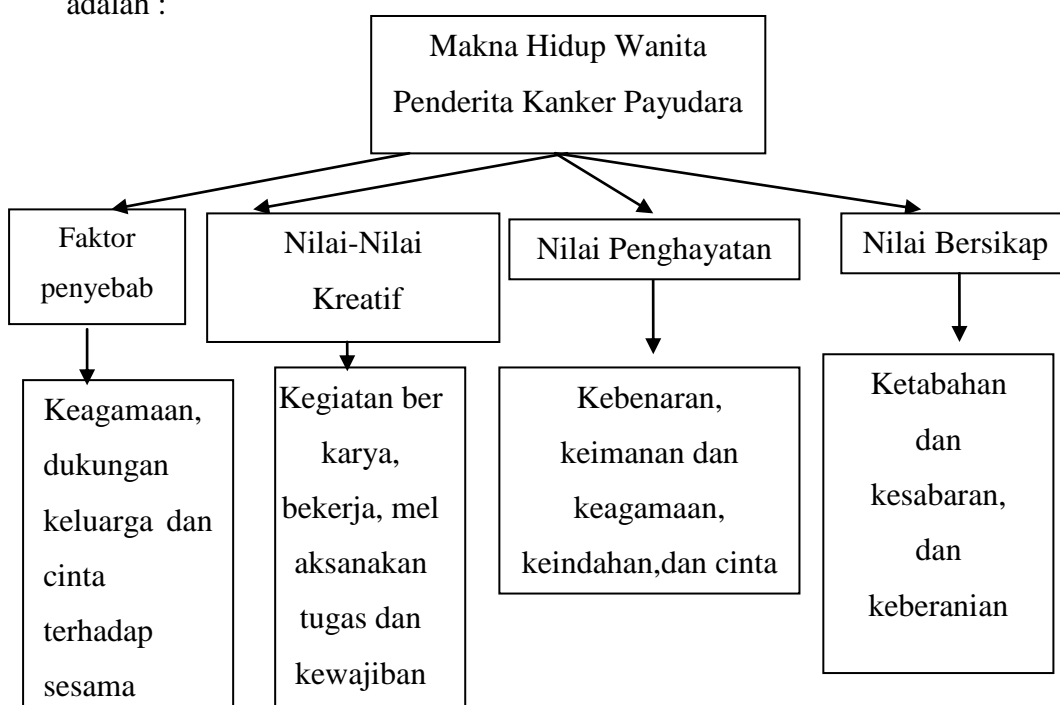 adalah :
Makna Hidup Wanita
Penderita Kanker Payudara
Faktor
penyebab
Nilai-Nilai
Kreatif
Nilai Penghayatan
Nilai Bersikap
Keagamaan,
dukungan
keluarga dan
cinta
terhadap
sesama
Kegiatan ber
karya,
bekerja, mel
aksanakan
tugas dan
kewajiban
Kebenaran,
keimanan dan
keagamaan,
keindahan,dan cinta
Ketabahan
dan
kesabaran,
dan
keberanian